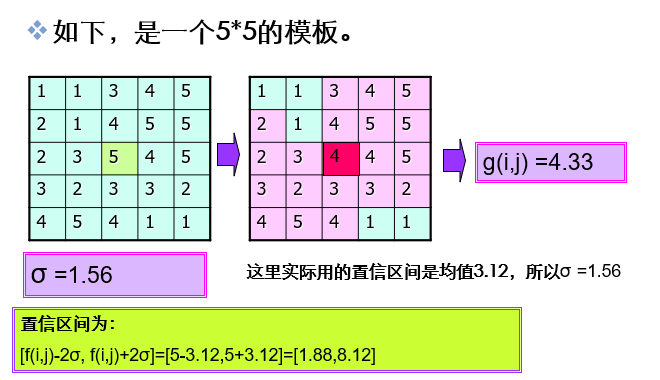 如下，是一个5*5的模板。
1 1 3 4 5
2 1 4 5 5
2 3 5 4 5
3 2 3 3 2
4 5 4 1 1
1 1 3 4 5
2 1 4 5 5
2 3 4 4 5
3 2 3 3 2
4 5 4 1 1
g(i,j) =4.33
σ =1.56
这里实际用的置信区间是均值3.12，所以σ =1.56
置信区间为：
[f(i,j)-2σ, f(i,j)+2σ]=[5-3.12,5+3.12]=[1.88,8.12]